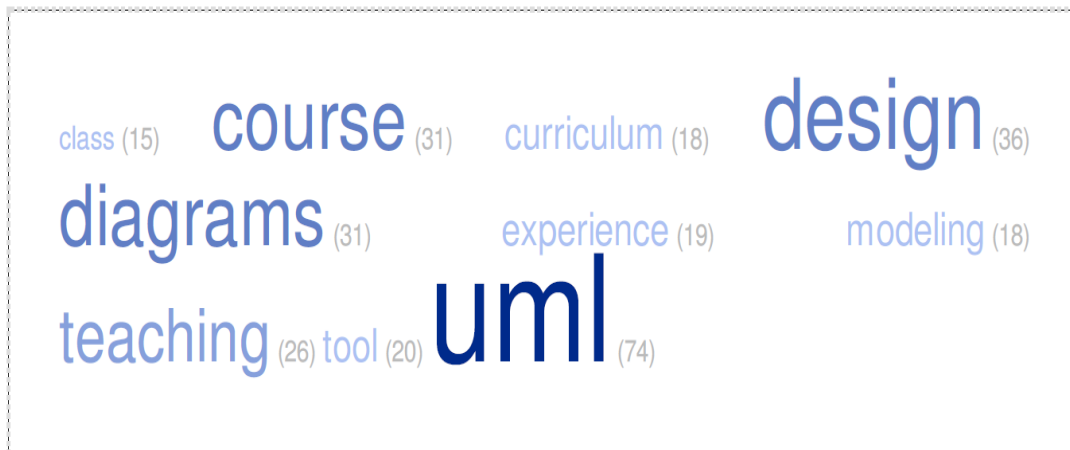 class (15) course (31) curriculum (18) design (36)
diagrams (31) experience (19) modeling (18)
teaching (26) tool (20) uml (74)